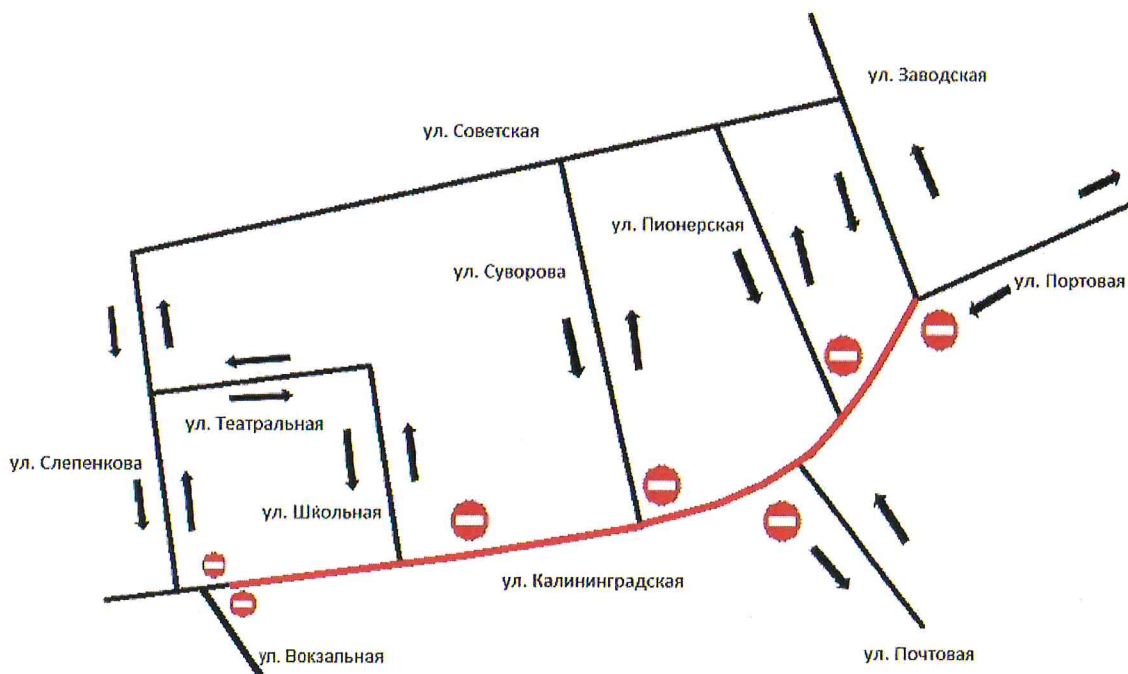 ул. Заводская
ул. Советская
ул. Пионерская
ул. Суворова
ул. Портовая
ул. Театральная
ул. Слепенкова
ул. Школьная
ул. Калининградская
ул. Вокзальная
ул. Почтовая